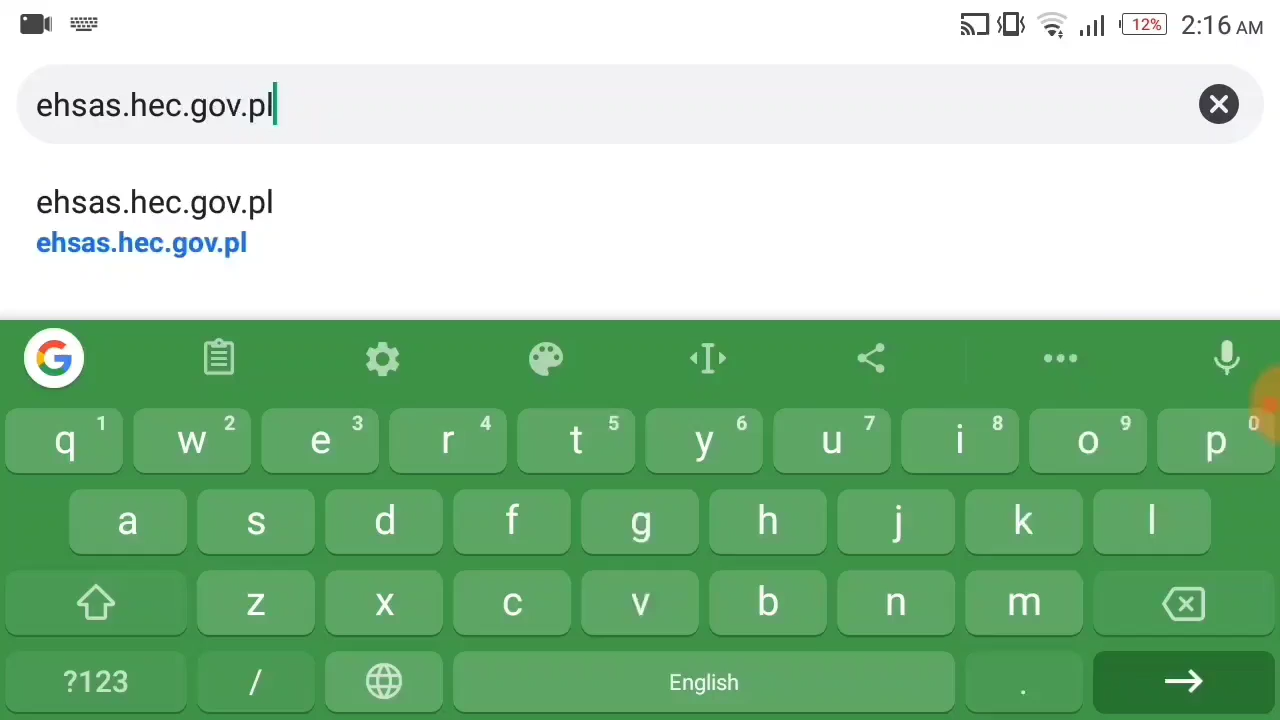 12% 2:16 AM
ehsas.hec.gov.pl
ehsas.hec.gov.pl
ehsas.hec.gov.pl
G
q 1 w 2 e 3 r 4 t 5 y 6 u 7 i 8 o 9 p 0
a s d f g h j k l
z x c v b n m
?123 / English .